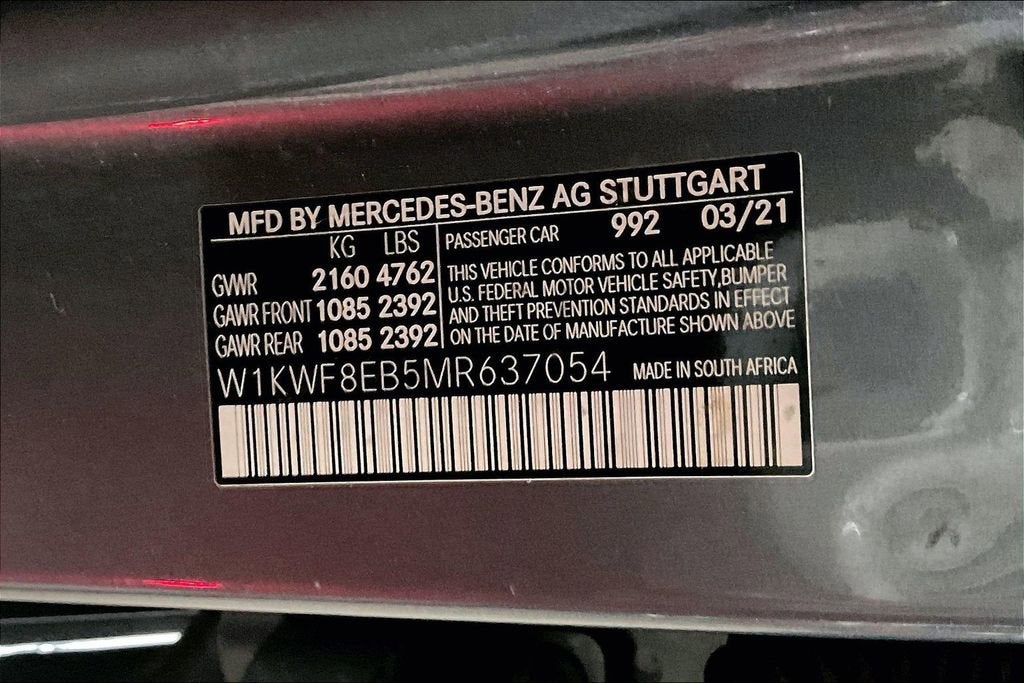 MFD BY MERCEDES-BENZ AG STUTTGART
KG LBS
GVWR 2160 4762
GAWR FRONT 1085 2392
GAWR REAR 1085 2392
PASSENGER CAR 992 03/21
THIS VEHICLE CONFORMS TO ALL APPLICABLE
U.S. FEDERAL MOTOR VEHICLE SAFETY,BUMPER
AND THEFT PREVENTION STANDARDS IN EFFECT
ON THE DATE OF MANUFACTURE SHOWN ABOVE
W1KWF8EB5MR637054 MADE IN SOUTH AFRICA